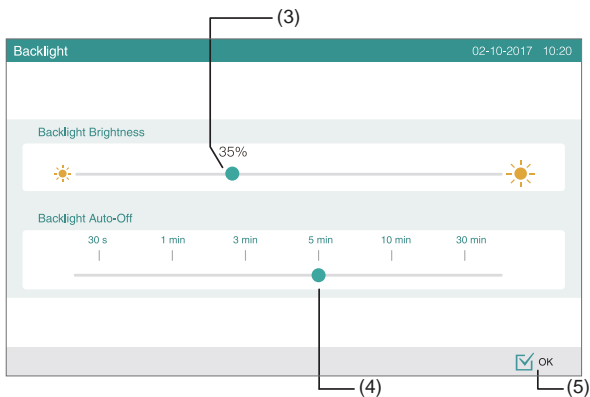 (3)
Backlight 02-10-2017 10:20
Backlight Brightness
35%
Backlight Auto-Off
30 s 1 min 3 min 5 min 10 min 30 min
OK
(4) (5)